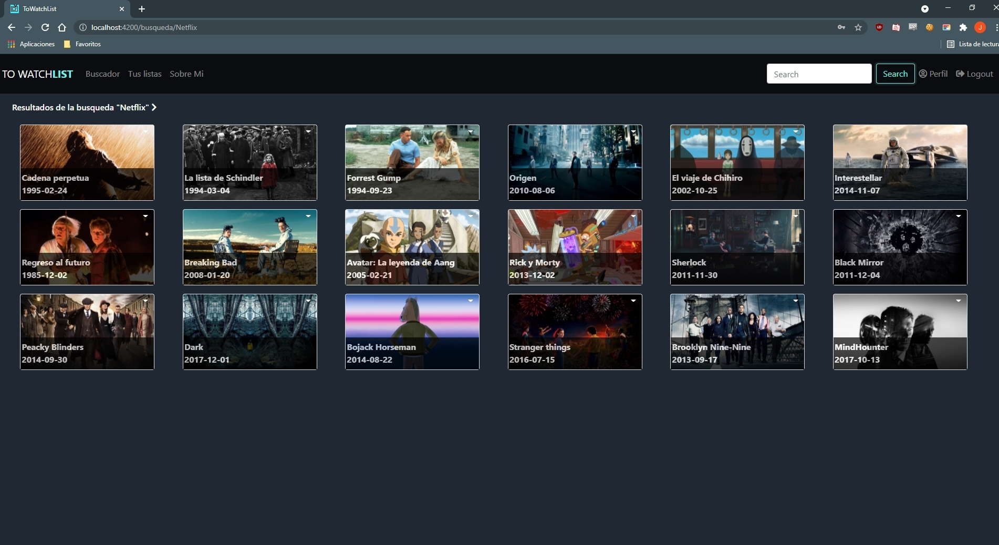 ToWatchList
localhost:4200/busqueda/Netflix
J
Aplicaciones
Favoritos
Lista de lectura
TO WATCHLIST
Buscador
Tus listas
Sobre Mi
Search
Search
Perfil
Logout
Resultados de la busqueda "Netflix"
Cadena perpetua
1995-02-24
La lista de Schindler
1994-03-04
Forrest Gump
1994-09-23
Origen
2010-08-06
El viaje de Chihiro
2002-10-25
Interestellar
2014-11-07
Regreso al futuro
1985-12-02
Breaking Bad
2008-01-20
Avatar: La leyenda de Aang
2005-02-21
Rick y Morty
2013-12-02
Sherlock
2011-11-30
Black Mirror
2011-12-04
Peacky Blinders
2014-09-30
Dark
2017-12-01
Bojack Horseman
2014-08-22
Stranger things
2016-07-15
Brooklyn Nine-Nine
2013-09-17
MindHounter
2017-10-13